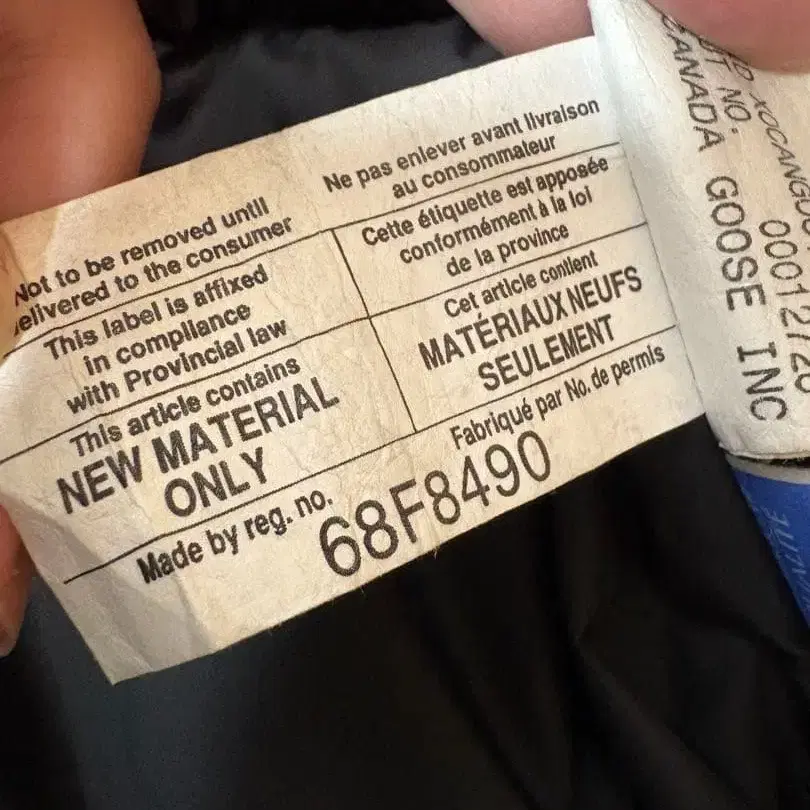 Not to be removed until
delivered to the consumer
Ne pas enlever avant livraison
au consommateur
This label is affixed
in compliance
with Provincial law
Cette étiquette est apposée
conformément à la loi
de la province
This article contains
NEW MATERIAL
ONLY
Cet article contient
MATÉRIAUX NEUFS
SEULEMENT
Made by reg. no.
Fabriqué par No. de permis
68F8490
NO.
CANADA GOOSE INC